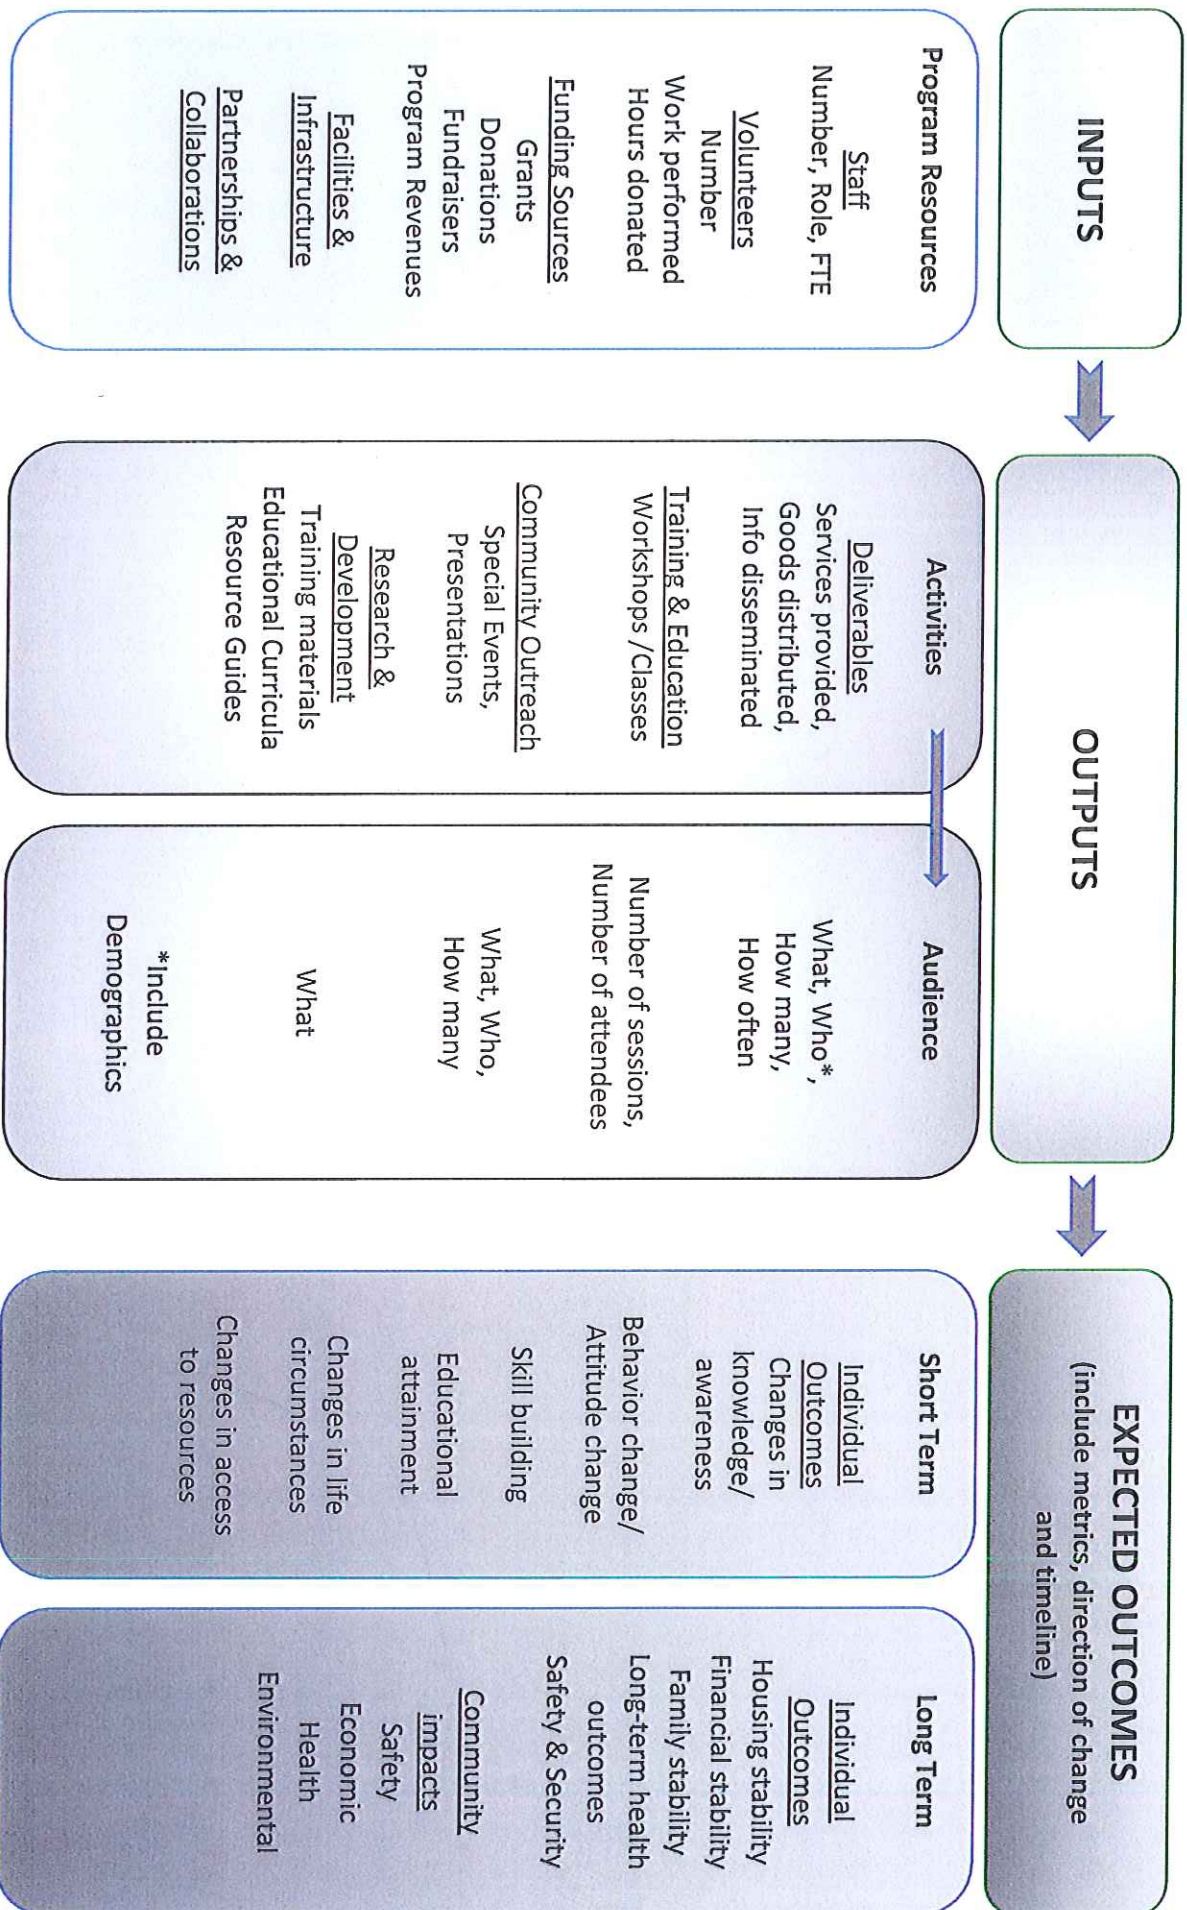 INPUTS
Program Resources
Staff
Number, Role, FTE
Volunteers
Number
Work performed
Hours donated
Funding Sources
Grants
Donations
Fundraisers
Program Revenues
Facilities &
Infrastructure
Partnerships &
Collaborations
OUTPUTS
Activities
Deliverables
Services provided,
Goods distributed,
Info disseminated
Training & Education
Workshops /Classes
Community Outreach
Special Events,
Presentations
Research &
Development
Training materials
Educational Curricula
Resource Guides
Audience
What, Who*,
How many,
How often
Number of sessions,
Number of attendees
What, Who,
How many
What
*Include
Demographics
EXPECTED OUTCOMES
(include metrics, direction of change
and timeline)
Short Term
Individual
Outcomes
Changes in
knowledge/
awareness
Behavior change/
Attitude change
Skill building
Educational
attainment
Changes in life
circumstances
Changes in access
to resources
Long Term
Individual
Outcomes
Housing stability
Financial stability
Family stability
Long-term health
outcomes
Safety & Security
Community
impacts
Safety
Economic
Health
Environmental